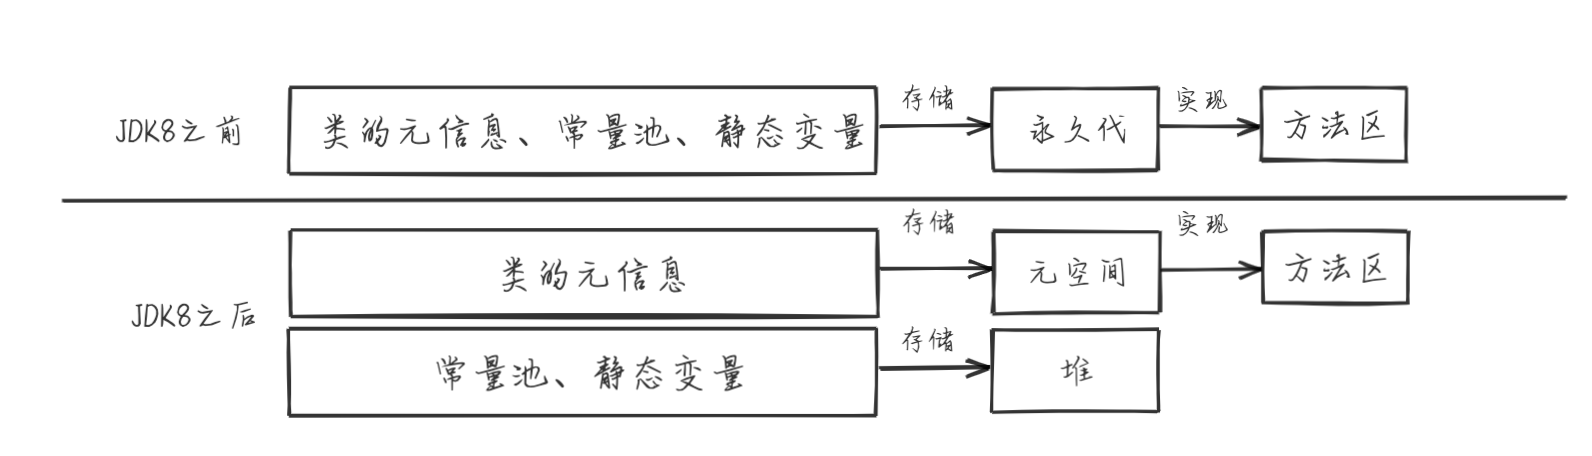 JDK8之前
类的元信息、常量池、静态变量
存储
永久代
实现
方法区
JDK8之后
类的元信息
存储
元空间
实现
方法区
常量池、静态变量
存储
堆